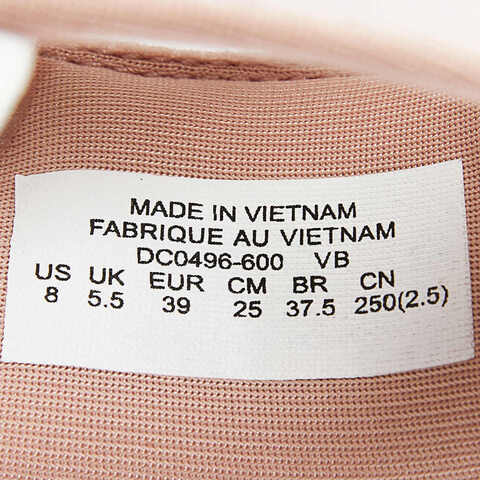 MADE IN VIETNAM
FABRIQUE AU VIETNAM
DC0496-600 VB
US UK EUR CM BR CN
8 5.5 39 25 37.5 250(2.5)